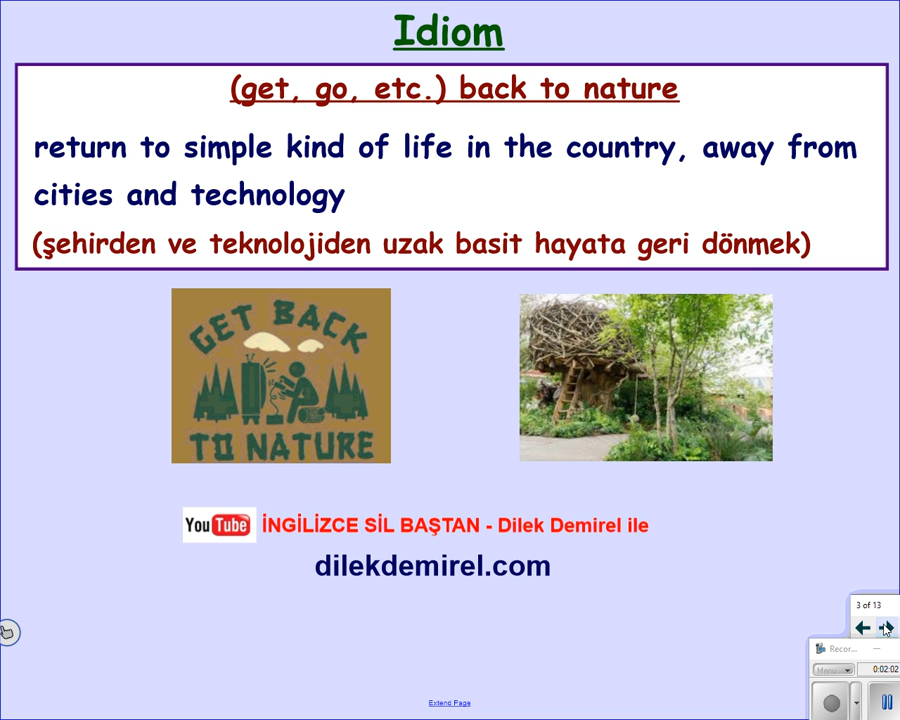 Idiom
(get, go, etc.) back to nature
return to simple kind of life in the country, away from
cities and technology
(şehirden ve teknolojiden uzak basit hayata geri dönmek)
GET BACK
TO NATURE
YouTube İNGİLİZCE SİL BAŞTAN - Dilek Demirel ile
dilekdemirel.com
3 of 13
Recor...
Menu
0:02:02
Extend Page